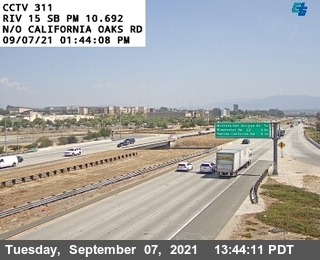 CCTV 311
RIV 15 SB PM 10.692
N/O CALIFORNIA OAKS RD
09/07/21 01:44:08 PM
Tuesday, September 07, 2021 13:44:11 PDT